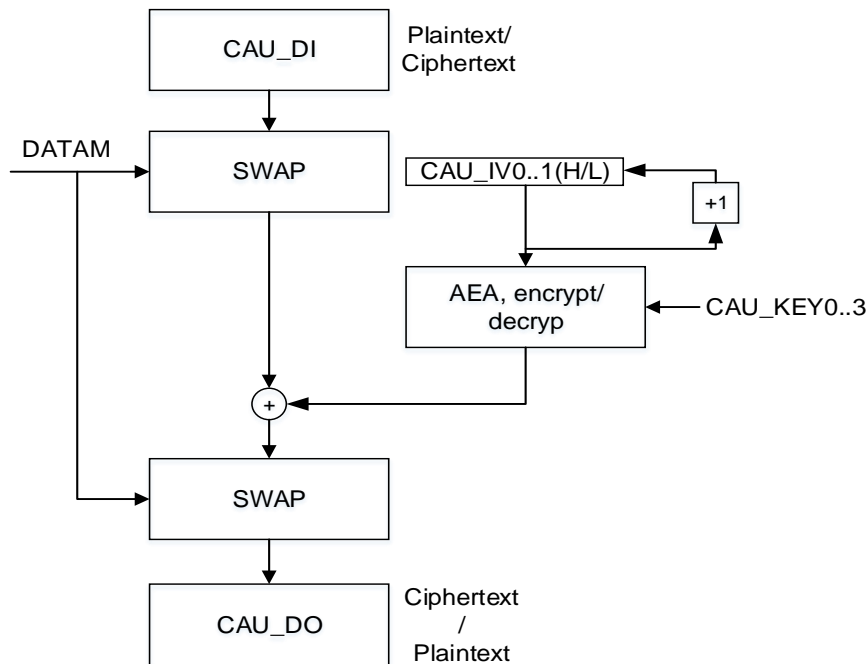 CAU_DI
Plaintext/
Ciphertext
DATAM
SWAP
CAU_IV0..1(H/L)
+1
AEA, encrypt/
decryp
CAU_KEY0..3
+
SWAP
CAU_DO
Ciphertext
/
Plaintext